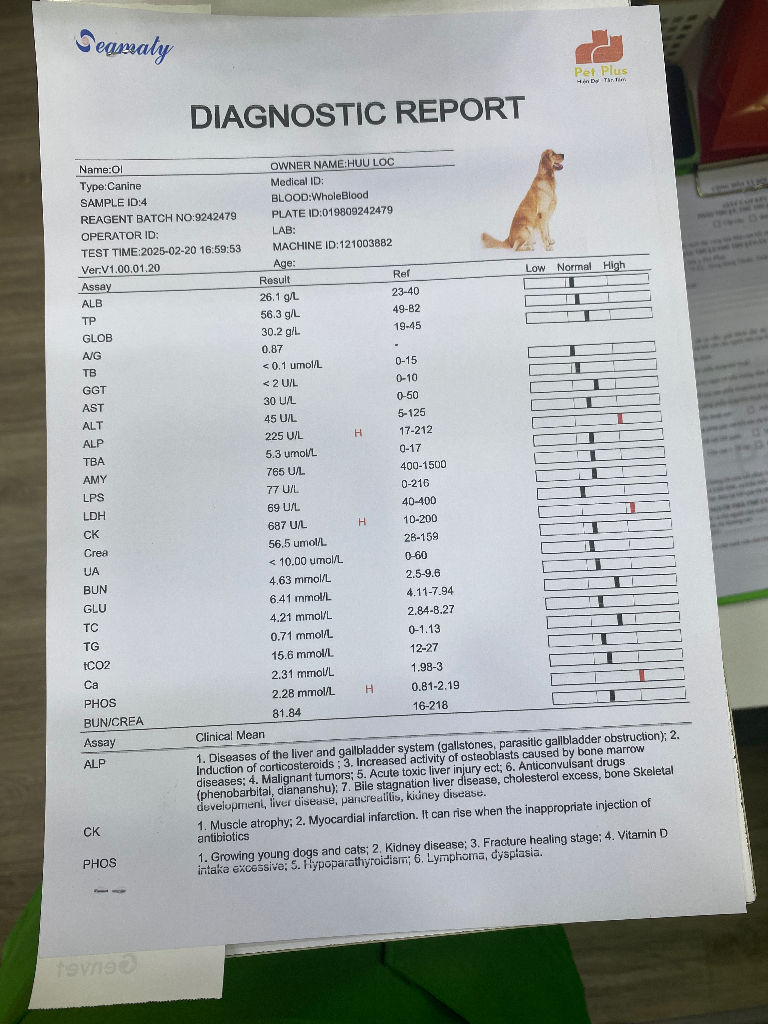 Seamaty
Pet Plus
Hiện Đại - Tận Tâm
DIAGNOSTIC REPORT
Name:OI OWNER NAME:HUU LOC
Type:Canine Medical ID:
SAMPLE ID:4 BLOOD:WholeBlood
REAGENT BATCH NO:9242479 PLATE ID:019809242479
OPERATOR ID: LAB:
TEST TIME:2025-02-20 16:59:53 MACHINE ID:121003882
Ver:V1.00.01.20 Age:
Assay Result Ref Low Normal High
ALB 26.1 g/L 23-40
TP 56.3 g/L 49-82
GLOB 30.2 g/L 19-45
A/G 0.87 -
TB < 0.1 umol/L 0-15
GGT < 2 U/L 0-10
AST 30 U/L 0-50
ALT 45 U/L 5-125
ALP 225 U/L H 17-212
TBA 5.3 umol/L 0-17
AMY 765 U/L 400-1500
LPS 77 U/L 0-216
LDH 69 U/L 40-400
CK 687 U/L H 10-200
Crea 56.5 umol/L 28-159
UA < 10.00 umol/L 0-60
BUN 4.63 mmol/L 2.5-9.6
GLU 6.41 mmol/L 4.11-7.94
TC 4.21 mmol/L 2.84-8.27
TG 0.71 mmol/L 0-1.13
tCO2 15.6 mmol/L 12-27
Ca 2.31 mmol/L 1.98-3
PHOS 2.28 mmol/L H 0.81-2.19
BUN/CREA 81.84 16-218
Assay Clinical Mean
ALP 1. Diseases of the liver and gallbladder system (gallstones, parasitic gallbladder obstruction); 2.
Induction of corticosteroids ; 3. Increased activity of osteoblasts caused by bone marrow
diseases; 4. Malignant tumors; 5. Acute toxic liver injury ect; 6. Anticonvulsant drugs
(phenobarbital, diananshu); 7. Bile stagnation liver disease, cholesterol excess, bone Skeletal
development, liver disease, pancreatitis, kidney disease.
CK 1. Muscle atrophy; 2. Myocardial infarction. It can rise when the inappropriate injection of
antibiotics
PHOS 1. Growing young dogs and cats; 2. Kidney disease; 3. Fracture healing stage; 4. Vitamin D
intake excessive; 5. Hypoparathyroidism; 6. Lymphoma, dysplasia.
Genvet